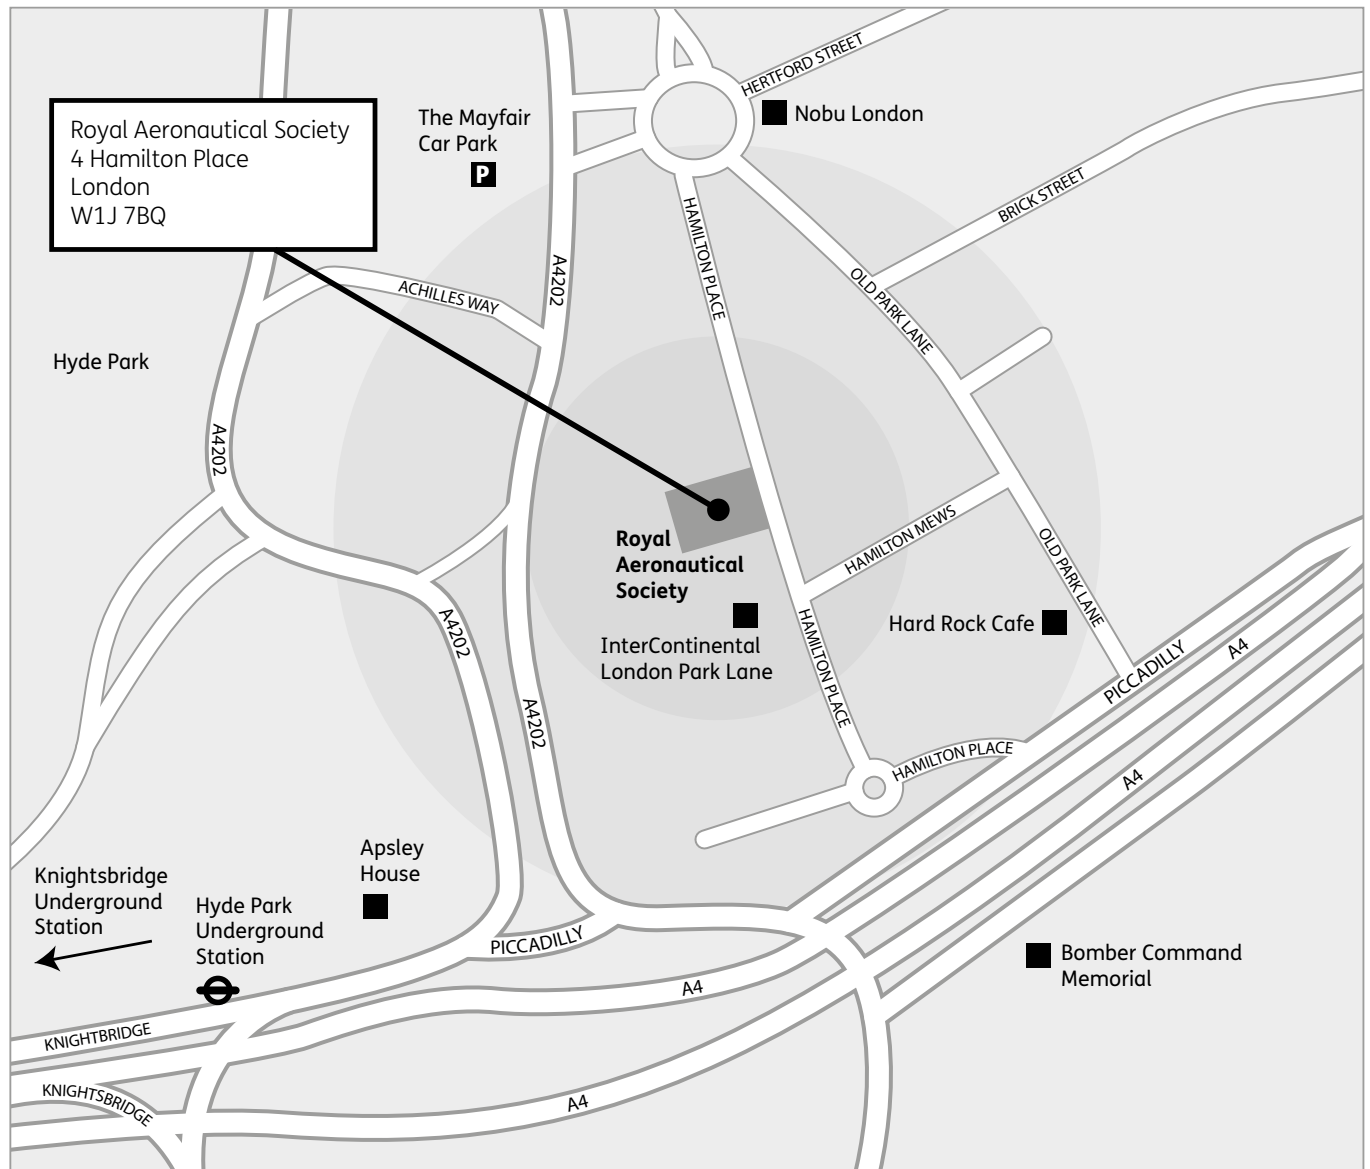 HERTFORD STREET
Nobu London
The Mayfair
Car Park
P
Royal Aeronautical Society
4 Hamilton Place
London
W1J 7BQ
BRICK STREET
HAMILTON PLACE
A4202
ACHILLES WAY
OLD PARK LANE
Hyde Park
A4202
HAMILTON MEWS
OLD PARK LANE
Royal
Aeronautical
Society
A4202
Hard Rock Cafe
InterContinental
London Park Lane
HAMILTON PLACE
PICCADILLY
A4
A4202
HAMILTON PLACE
A4
Apsley
House
Knightsbridge
Underground
Station
Hyde Park
Underground
Station
PICCADILLY
Bomber Command
Memorial
A4
KNIGHTBRIDGE
KNIGHTSBRIDGE
A4